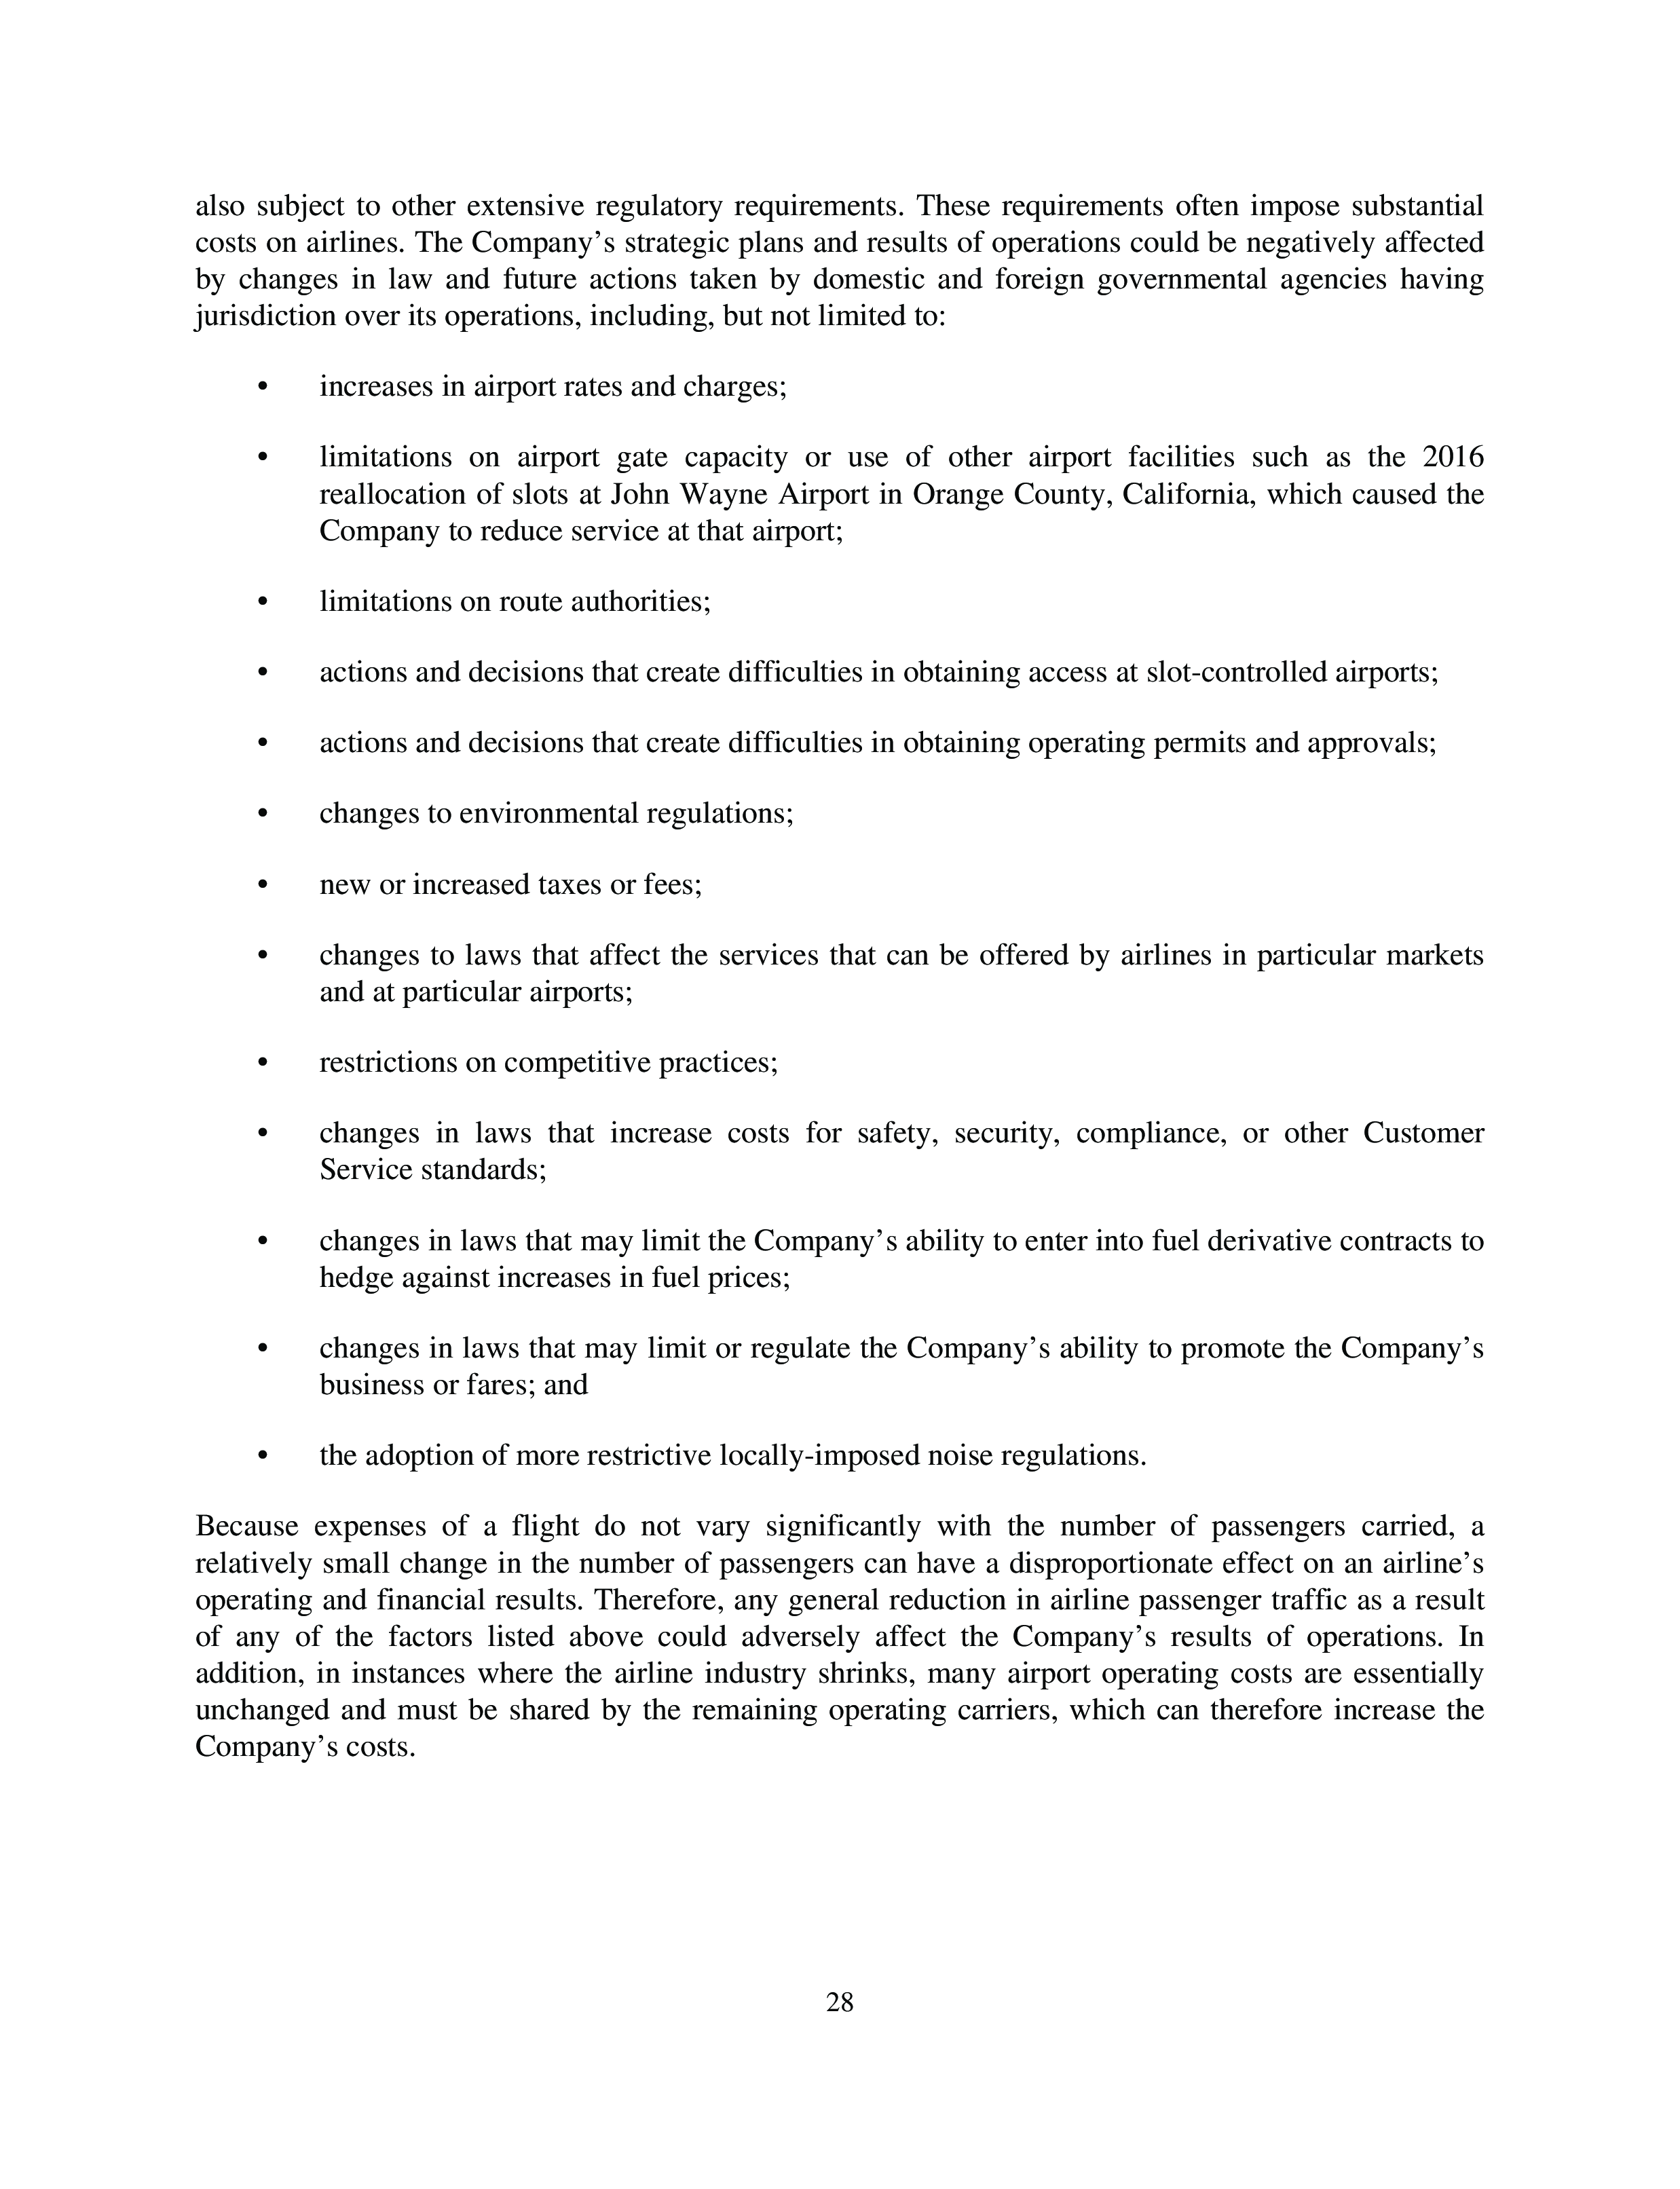 also subject to other extensive regulatory requirements. These requirements often impose substantial
costs on airlines. The Company’s strategic plans and results of operations could be negatively affected
by changes in law and future actions taken by domestic and foreign governmental agencies having
jurisdiction over its operations, including, but not limited to:
• increases in airport rates and charges;
• limitations on airport gate capacity or use of other airport facilities such as the 2016
reallocation of slots at John Wayne Airport in Orange County, California, which caused the
Company to reduce service at that airport;
• limitations on route authorities;
• actions and decisions that create difficulties in obtaining access at slot-controlled airports;
• actions and decisions that create difficulties in obtaining operating permits and approvals;
• changes to environmental regulations;
• new or increased taxes or fees;
• changes to laws that affect the services that can be offered by airlines in particular markets
and at particular airports;
• restrictions on competitive practices;
• changes in laws that increase costs for safety, security, compliance, or other Customer
Service standards;
• changes in laws that may limit the Company’s ability to enter into fuel derivative contracts to
hedge against increases in fuel prices;
• changes in laws that may limit or regulate the Company’s ability to promote the Company’s
business or fares; and
• the adoption of more restrictive locally-imposed noise regulations.
Because expenses of a flight do not vary significantly with the number of passengers carried, a
relatively small change in the number of passengers can have a disproportionate effect on an airline’s
operating and financial results. Therefore, any general reduction in airline passenger traffic as a result
of any of the factors listed above could adversely affect the Company’s results of operations. In
addition, in instances where the airline industry shrinks, many airport operating costs are essentially
unchanged and must be shared by the remaining operating carriers, which can therefore increase the
Company’s costs.
28